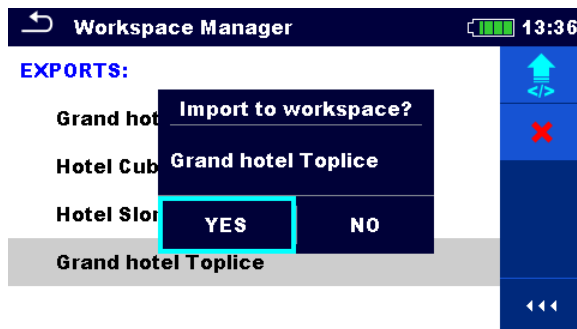 Workspace Manager 13:36
EXPORTS:
</>
Grand hot
Import to workspace?
Hotel Cub
Grand hotel Toplice
Hotel Slon
YES NO
Grand hotel Toplice